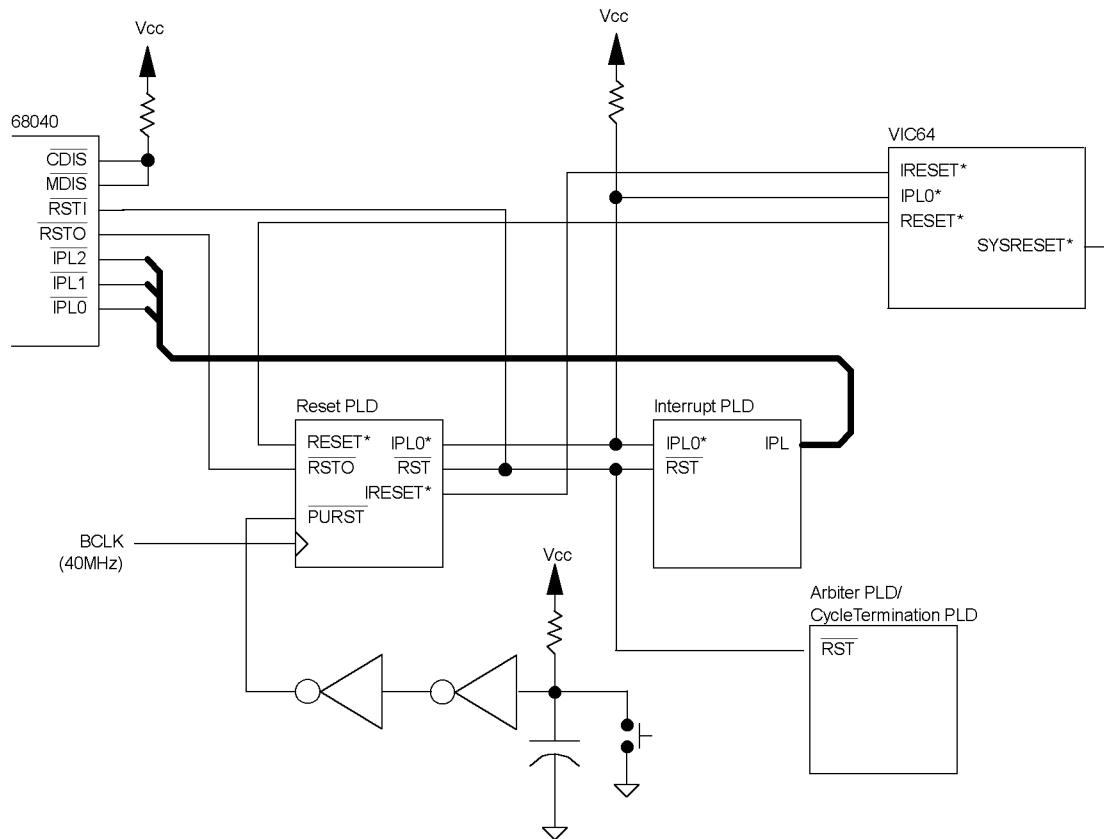 Vcc
Vcc
68040
CDIS
MDIS
RSTI
RSTO
IPL2
IPL1
IPL0
VIC64
IRESET*
IPL0*
RESET*
SYSRESET*
Reset PLD
RESET*
IPL0*
RSTO
RST
IRESET*
PURST
Interrupt PLD
IPL0*
IPL
RST
BCLK
(40MHz)
Vcc
Arbiter PLD/
CycleTermination PLD
RST